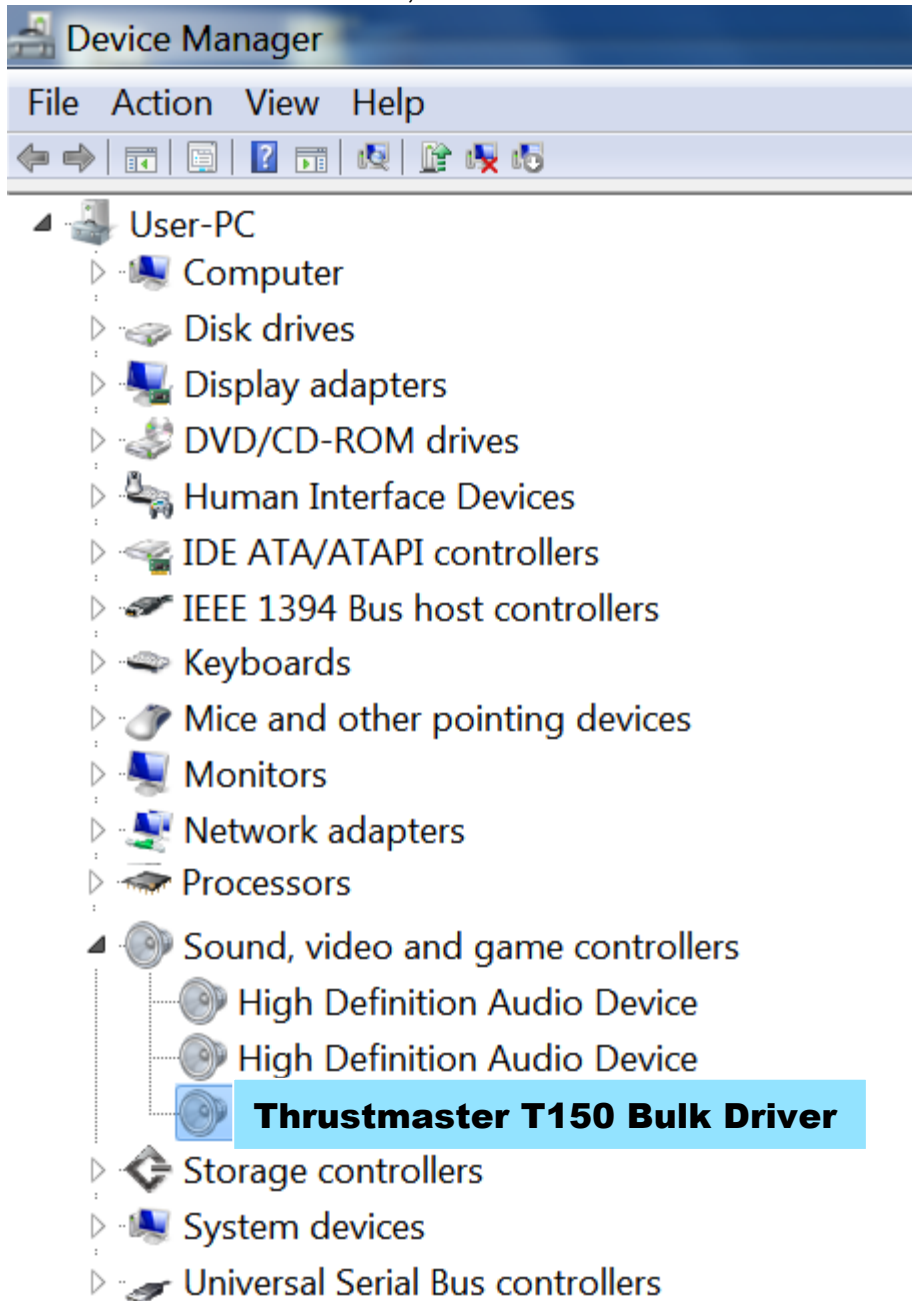 Device Manager
File Action View Help
User-PC
Computer
Disk drives
Display adapters
DVD/CD-ROM drives
Human Interface Devices
IDE ATA/ATAPI controllers
IEEE 1394 Bus host controllers
Keyboards
Mice and other pointing devices
Monitors
Network adapters
Processors
Sound, video and game controllers
High Definition Audio Device
High Definition Audio Device
Thrustmaster T150 Bulk Driver
Storage controllers
System devices
Universal Serial Bus controllers